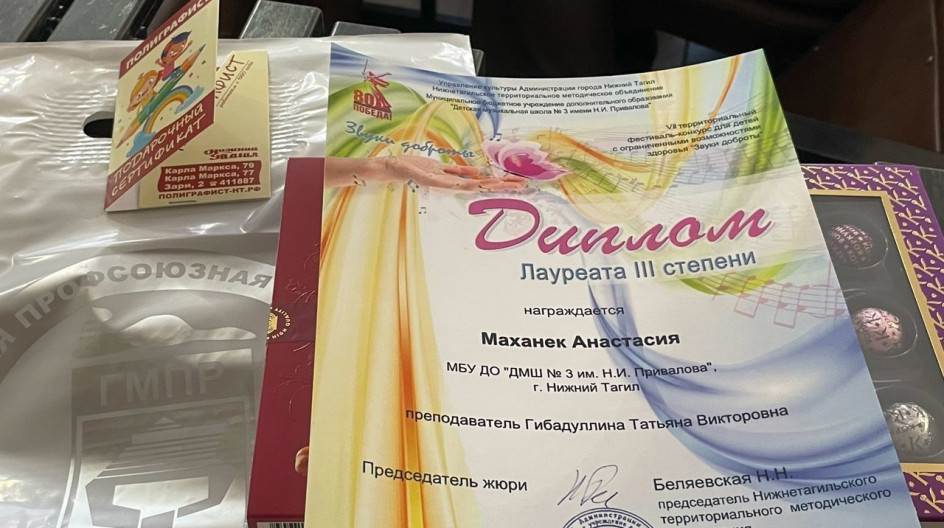 ПОЛИГРАФИСТ
ПОДАРОЧНЫЙ
СЕРТИФИКАТ
Карла Маркса, 79
Карла Маркса, 77
Зари, 2 ☎ 411887
ПОЛИГРАФИСТ-НТ.РФ
ПРОФСОЮЗНАЯ
ГМПР
80
ПОБЕДА!
Звуки доброты
Управление культуры Администрации города Нижний Тагил
Нижнетагильское территориальное методическое объединение
Муниципальное бюджетное учреждение дополнительного образования
"Детская музыкальная школа № 3 имени Н.И. Привалова"
VII территориальный
фестиваль-конкурс для детей
с ограниченными возможностями
здоровья "Звуки доброты"
Диплом
Лауреата III степени
награждается
Маханек Анастасия
МБУ ДО "ДМШ № 3 им. Н.И. Привалова",
г. Нижний Тагил
преподаватель Гибадуллина Татьяна Викторовна
Председатель жюри
Беляевская Н.Н.
председатель Нижнетагильского
территориального методического